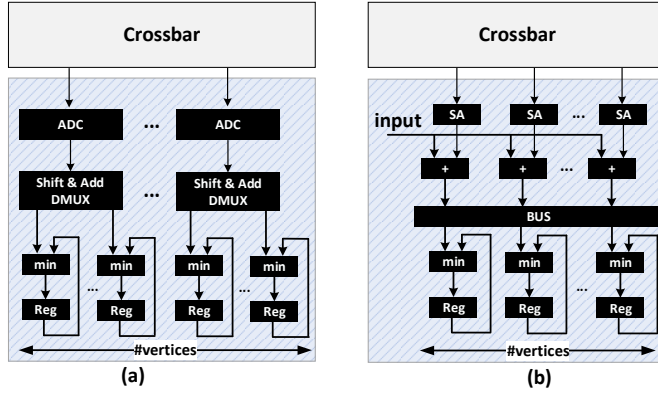 Crossbar
ADC
...
ADC
Shift & Add
DMUX
...
Shift & Add
DMUX
min
min
min
min
...
...
Reg
Reg
Reg
Reg
#vertices
(a)
Crossbar
SA
SA
...
SA
input
+
+
...
+
BUS
min
min
min
...
...
Reg
Reg
Reg
#vertices
(b)